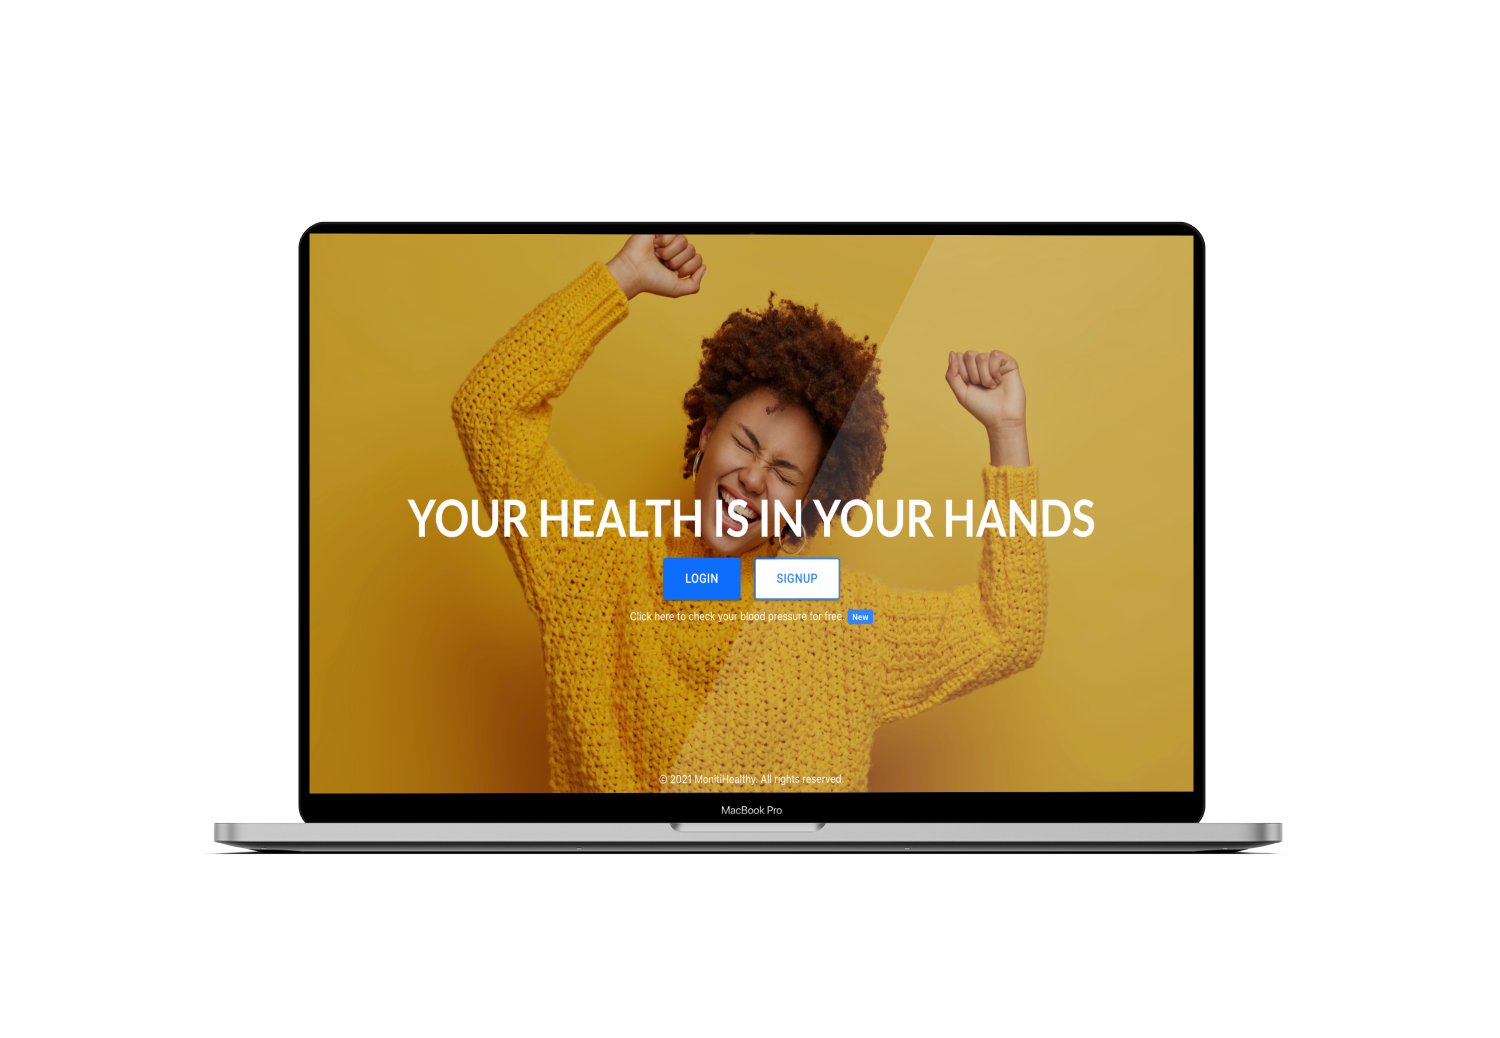 YOUR HEALTH IS IN YOUR HANDS
LOGIN SIGNUP
Click here to check your blood pressure for free. New
© 2021 MonitiHealthy. All rights reserved.
MacBook Pro